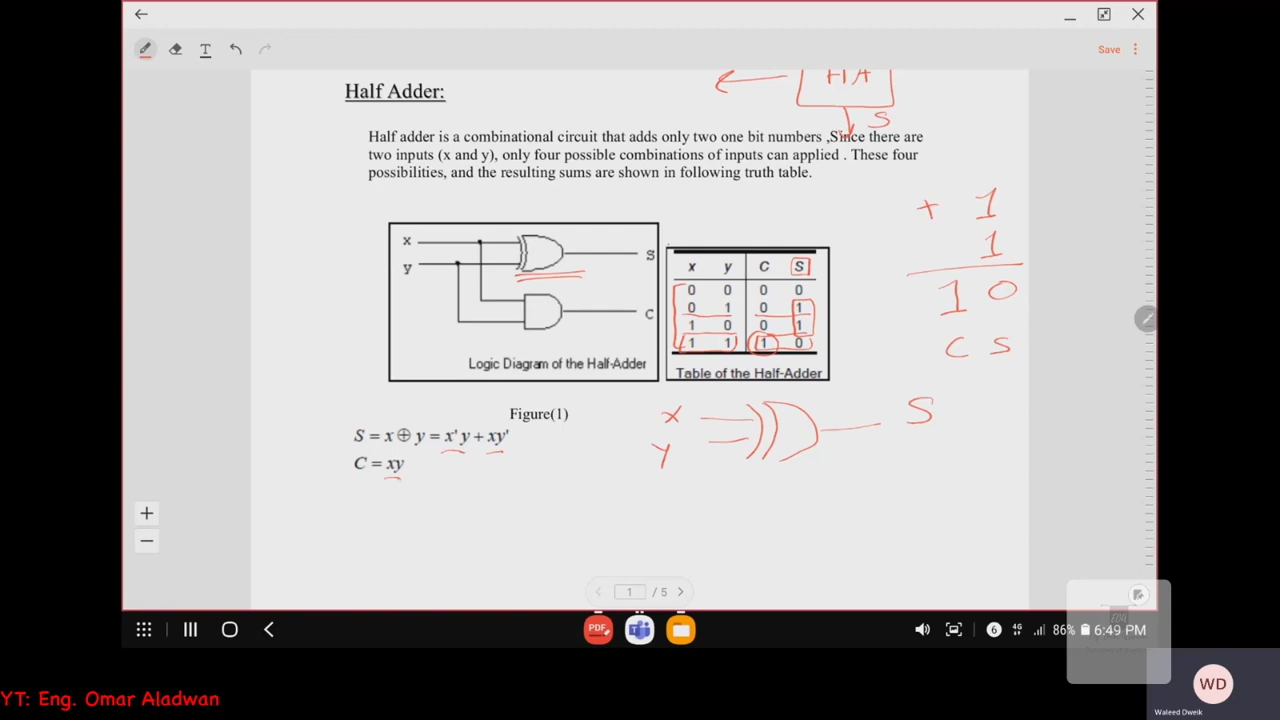 Save
HA
Half Adder:
S
Half adder is a combinational circuit that adds only two one bit numbers ,Since there are
two inputs (x and y), only four possible combinations of inputs can applied . These four
possibilities, and the resulting sums are shown in following truth table.
+ 1
1
1 0
C S
x
y
S
C
Logic Diagram of the Half-Adder
x y C S
0 0 0 0
0 1 0 1
1 0 0 1
1 1 1 0
Table of the Half-Adder
Figure(1)
S = x ⊕ y = x' y + xy'
C = xy
X
Y
S
1 / 5
PDF
6 4G 86% 6:49 PM
WD
Waleed Dweik
YT: Eng. Omar Aladwan